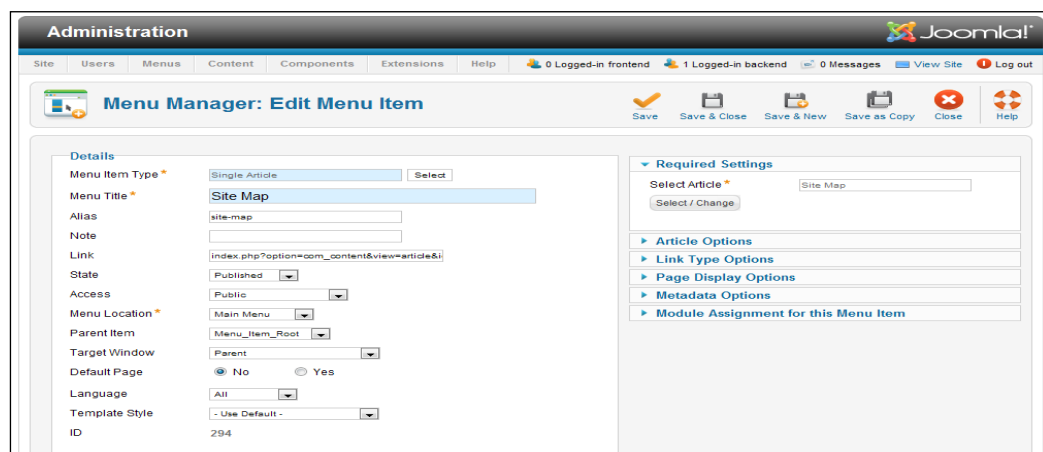 Administration
Joomla!
Site Users Menus Content Components Extensions Help 0 Logged-in frontend 1 Logged-in backend 0 Messages View Site Log out
Menu Manager: Edit Menu Item
Save Save & Close Save & New Save as Copy Close Help
Details
Menu Item Type * Single Article Select
Menu Title * Site Map
Alias site-map
Note
Link index.php?option=com_content&view=article&i
State Published
Access Public
Menu Location * Main Menu
Parent Item Menu_Item_Root
Target Window Parent
Default Page No Yes
Language All
Template Style - Use Default -
ID 294
Required Settings
Select Article * Site Map
Select / Change
Article Options
Link Type Options
Page Display Options
Metadata Options
Module Assignment for this Menu Item